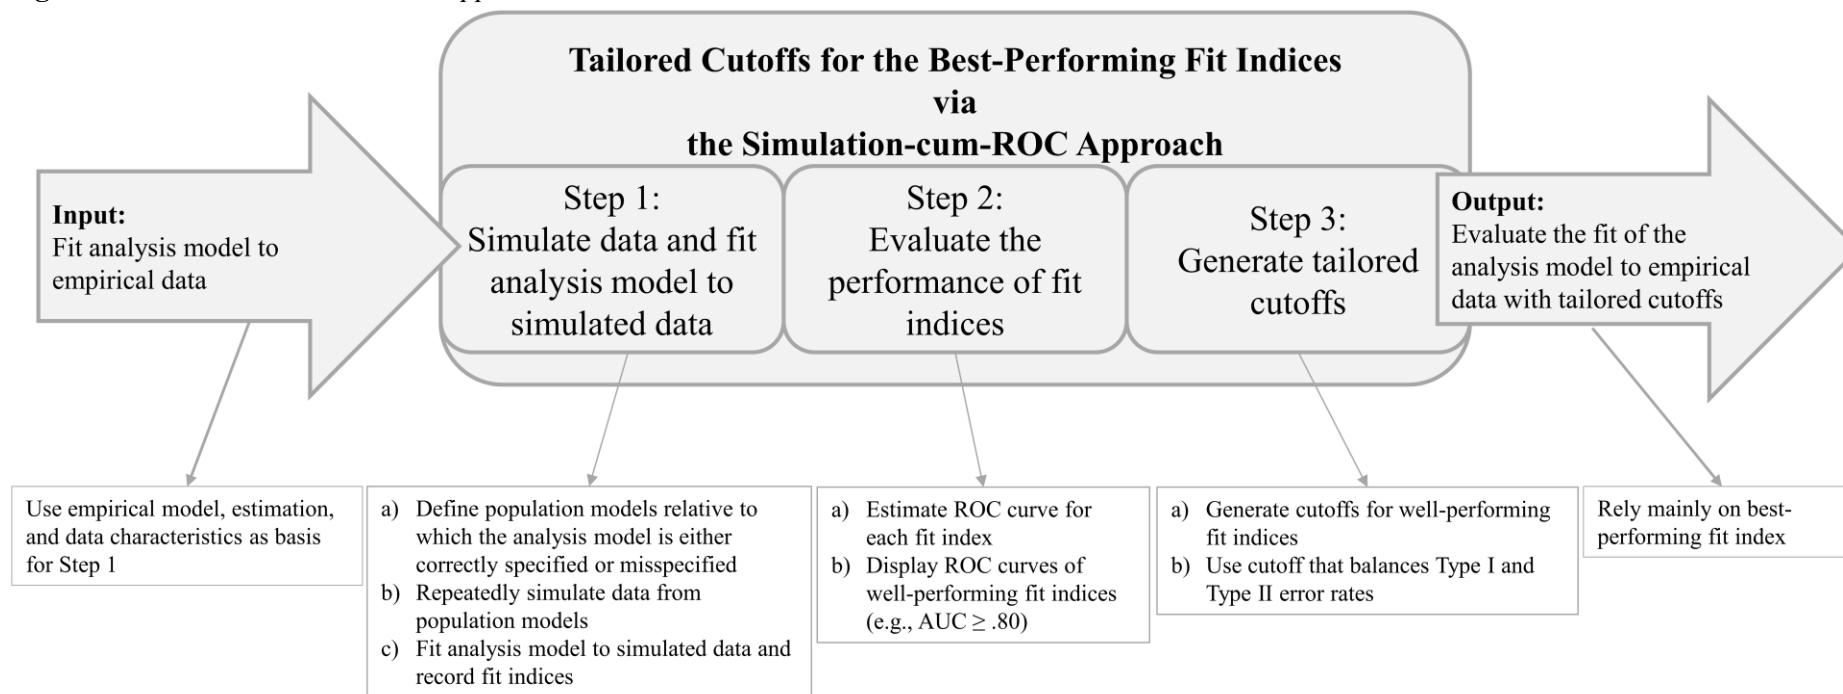 Tailored Cutoffs for the Best-Performing Fit Indices
via
the Simulation-cum-ROC Approach
Input:
Fit analysis model to
empirical data
Step 1:
Simulate data and fit
analysis model to
simulated data
Step 2:
Evaluate the
performance of fit
indices
Step 3:
Generate tailored
cutoffs
Output:
Evaluate the fit of the
analysis model to empirical
data with tailored cutoffs
Use empirical model, estimation,
and data characteristics as basis
for Step 1
a) Define population models relative to
which the analysis model is either
correctly specified or misspecified
b) Repeatedly simulate data from
population models
c) Fit analysis model to simulated data and
record fit indices
a) Estimate ROC curve for
each fit index
b) Display ROC curves of
well-performing fit indices
(e.g., AUC ≥ .80)
a) Generate cutoffs for well-performing
fit indices
b) Use cutoff that balances Type I and
Type II error rates
Rely mainly on best-
performing fit index